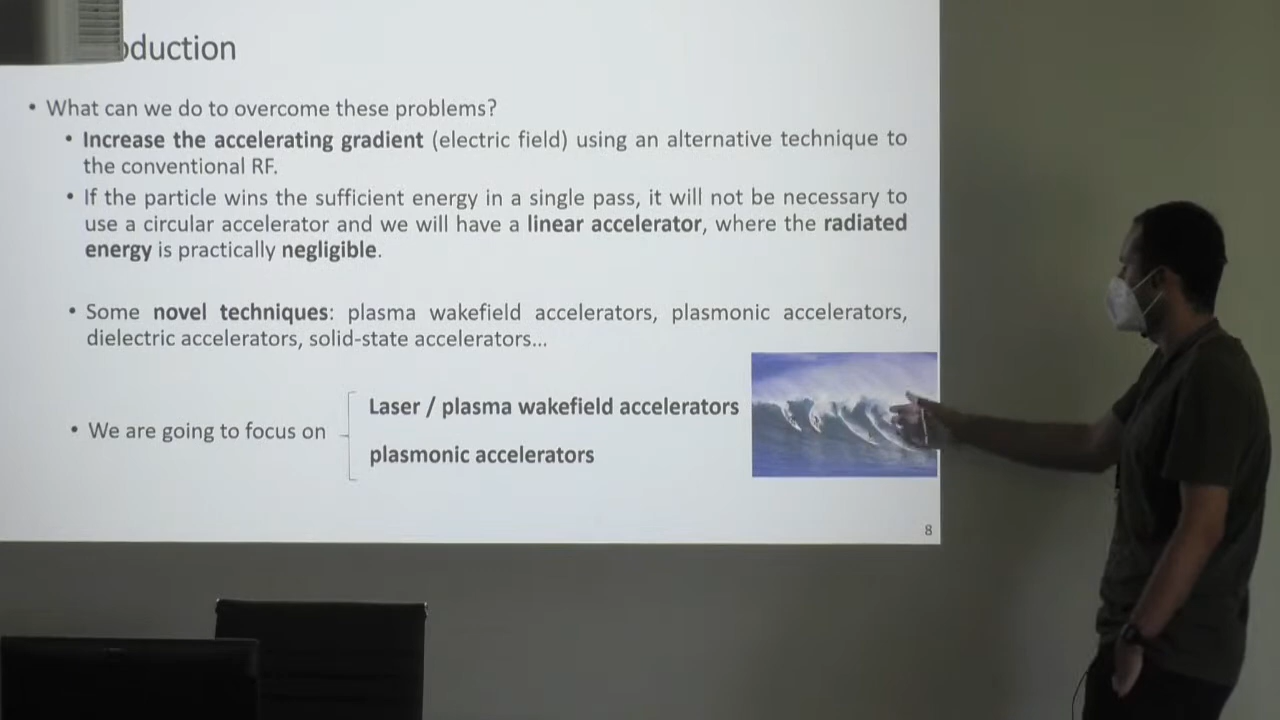 oduction
• What can we do to overcome these problems?
• Increase the accelerating gradient (electric field) using an alternative technique to
the conventional RF.
• If the particle wins the sufficient energy in a single pass, it will not be necessary to
use a circular accelerator and we will have a linear accelerator, where the radiated
energy is practically negligible.
• Some novel techniques: plasma wakefield accelerators, plasmonic accelerators,
dielectric accelerators, solid-state accelerators...
• We are going to focus on
Laser / plasma wakefield accelerators
plasmonic accelerators
8